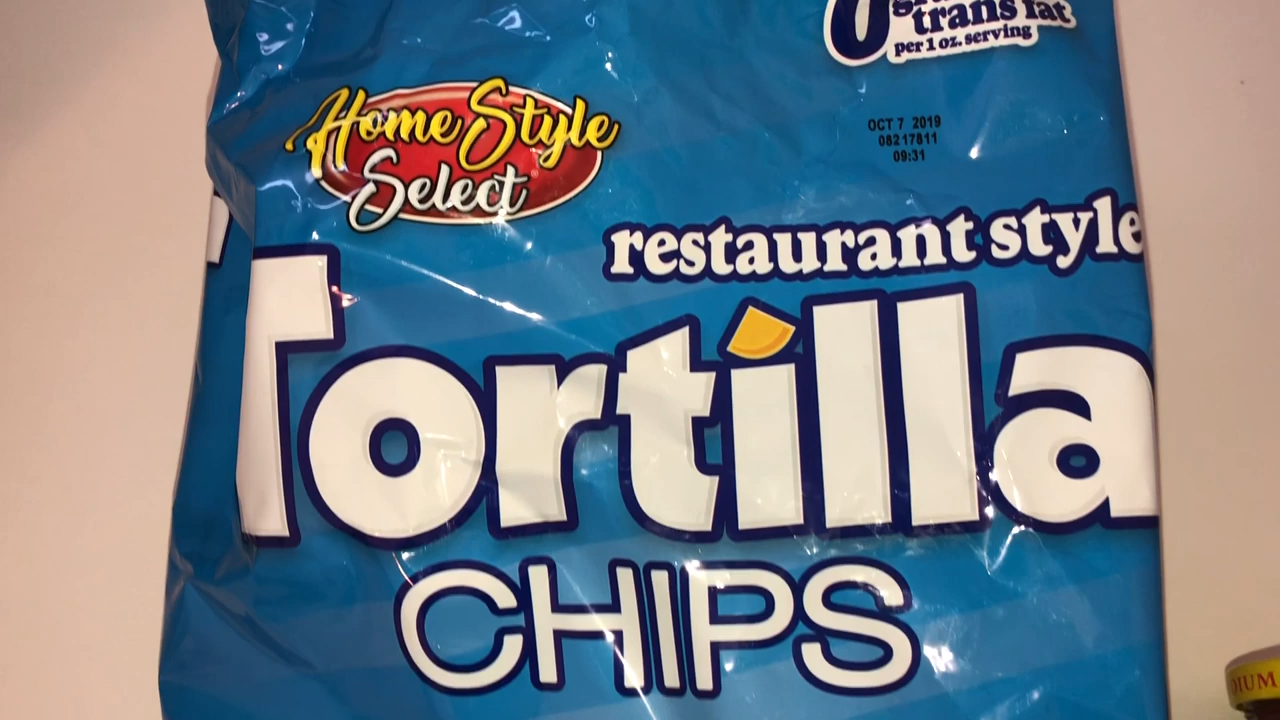 trans fat
per 1 oz. serving
Home Style
Select
OCT 7 2019
08217811
09:31
restaurant style
Tortilla
CHIPS